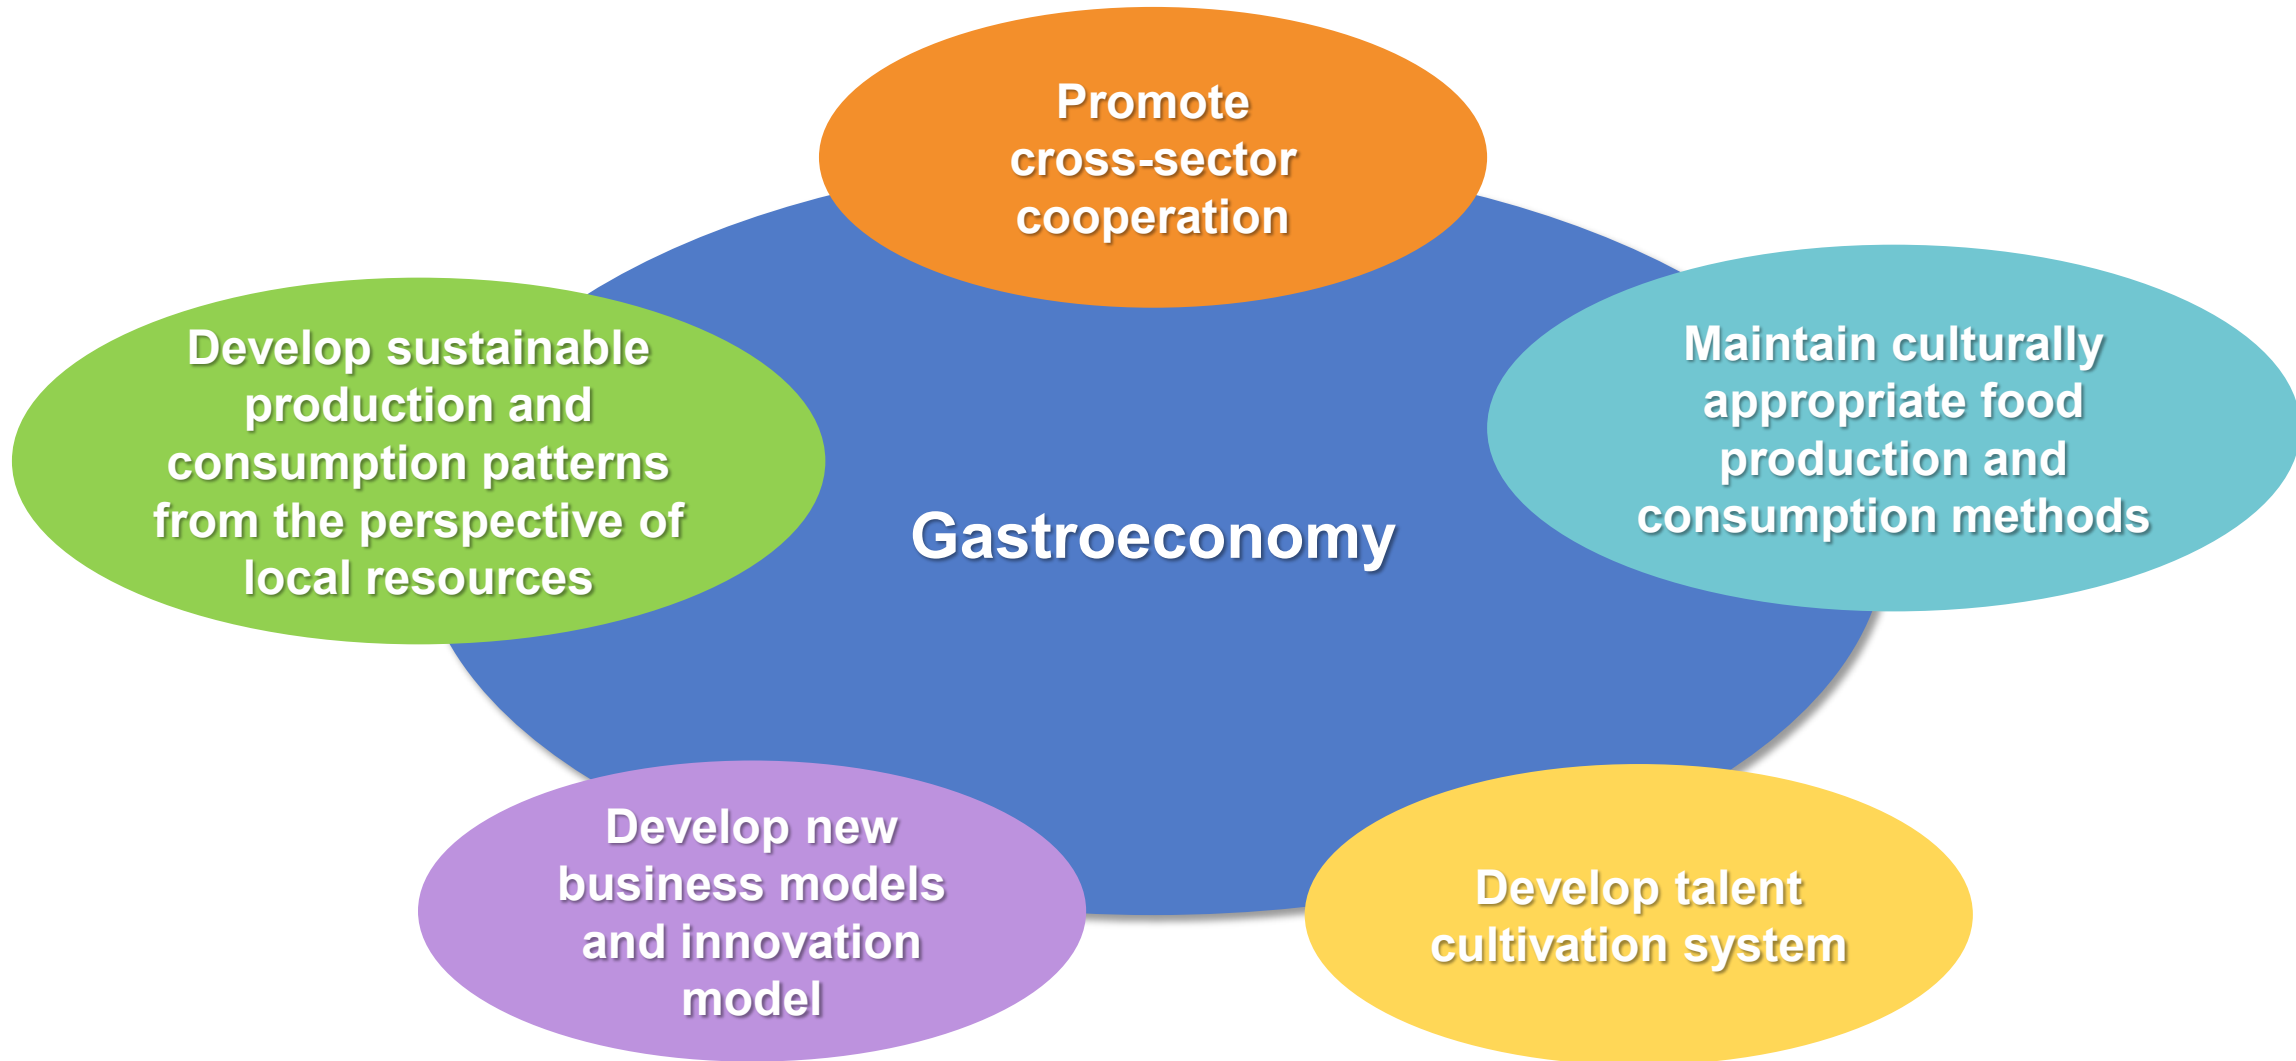 Promote
cross-sector
cooperation
Develop sustainable
production and
consumption patterns
from the perspective of
local resources
Maintain culturally
appropriate food
production and
consumption methods
Gastroeconomy
Develop new
business models
and innovation
model
Develop talent
cultivation system